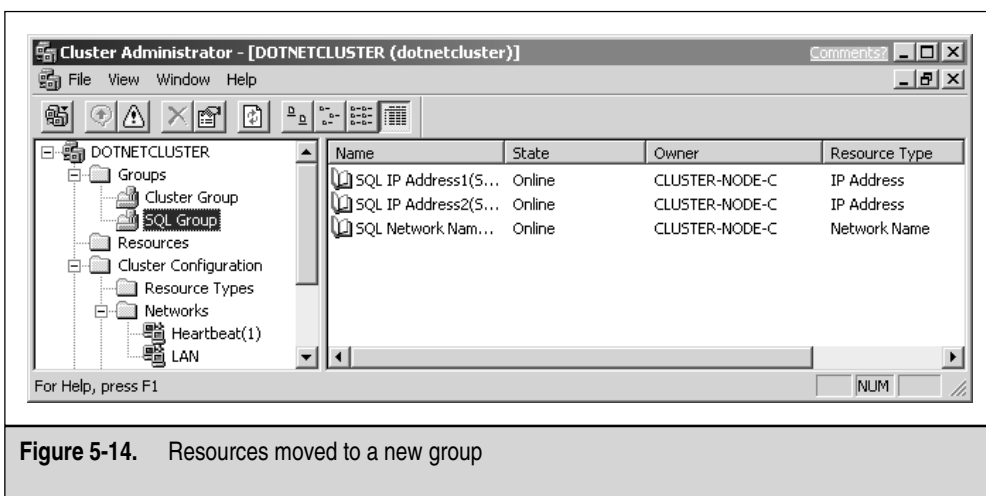 Cluster Administrator - [DOTNETCLUSTER (dotnetcluster)] Comments?
File View Window Help
DOTNETCLUSTER
Groups
Cluster Group
SQL Group
Resources
Cluster Configuration
Resource Types
Networks
Heartbeat(1)
LAN
Name State Owner Resource Type
SQL IP Address1(S... Online CLUSTER-NODE-C IP Address
SQL IP Address2(S... Online CLUSTER-NODE-C IP Address
SQL Network Nam... Online CLUSTER-NODE-C Network Name
For Help, press F1 NUM
Figure 5-14. Resources moved to a new group